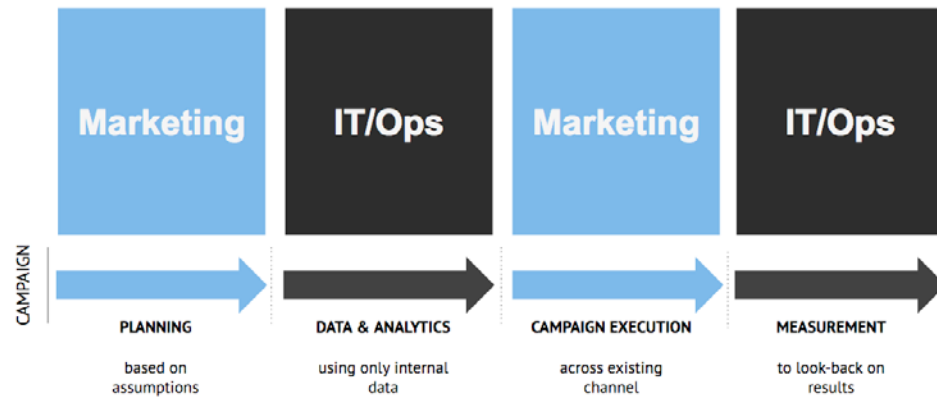 Marketing
IT/Ops
Marketing
IT/Ops
CAMPAIGN
PLANNING
DATA & ANALYTICS
CAMPAIGN EXECUTION
MEASUREMENT
based on
assumptions
using only internal
data
across existing
channel
to look-back on
results